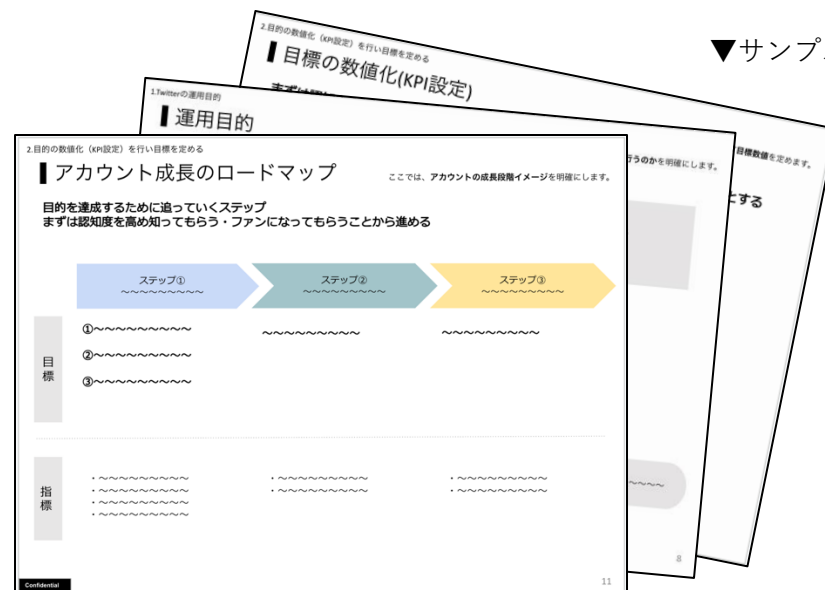 ▼サンプ
2.目的の数値化（KPI設定）を行い目標を定める
▌目標の数値化(KPI設定)
目標数値を定めます。
とする
1.Twitterの運用目的
▌運用目的
行うのかを明確にします。
〜〜〜〜
8
2.目的の数値化（KPI設定）を行い目標を定める
▌アカウント成長のロードマップ
ここでは、アカウントの成長段階イメージを明確にします。
目的を達成するために追っていくステップ
まずは認知度を高め知ってもらう・ファンになってもらうことから進める
ステップ① ステップ② ステップ③
〜〜〜〜〜〜〜〜〜 〜〜〜〜〜〜〜〜〜 〜〜〜〜〜〜〜〜〜
目標
①〜〜〜〜〜〜〜〜〜 〜〜〜〜〜〜〜〜〜 〜〜〜〜〜〜〜〜〜
②〜〜〜〜〜〜〜〜〜
③〜〜〜〜〜〜〜〜〜
指標
・〜〜〜〜〜〜〜〜〜 ・〜〜〜〜〜〜〜〜〜 ・〜〜〜〜〜〜〜〜〜
・〜〜〜〜〜〜〜〜〜 ・〜〜〜〜〜〜〜〜〜 ・〜〜〜〜〜〜〜〜〜
・〜〜〜〜〜〜〜〜〜
・〜〜〜〜〜〜〜〜〜
Confidential
11